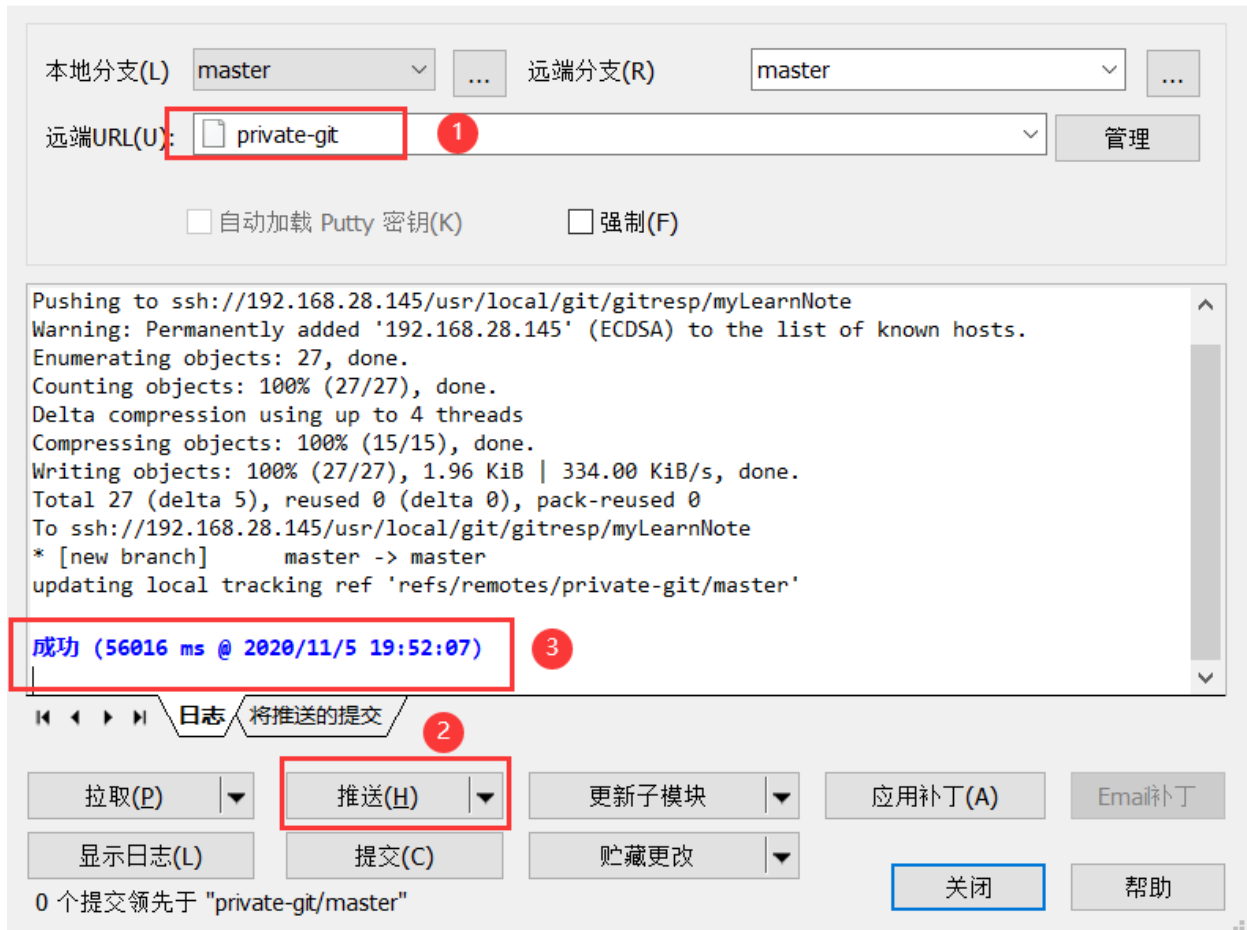 本地分支(L) master ... 远端分支(R) master ...
远端URL(U): private-git 1 管理
自动加载 Putty 密钥(K) 强制(F)
Pushing to ssh://192.168.28.145/usr/local/git/gitresp/myLearnNote
Warning: Permanently added '192.168.28.145' (ECDSA) to the list of known hosts.
Enumerating objects: 27, done.
Counting objects: 100% (27/27), done.
Delta compression using up to 4 threads
Compressing objects: 100% (15/15), done.
Writing objects: 100% (27/27), 1.96 KiB | 334.00 KiB/s, done.
Total 27 (delta 5), reused 0 (delta 0), pack-reused 0
To ssh://192.168.28.145/usr/local/git/gitresp/myLearnNote
* [new branch]      master -> master
updating local tracking ref 'refs/remotes/private-git/master'
成功 (56016 ms @ 2020/11/5 19:52:07) 3
日志 将推送的提交 2
拉取(P) 推送(H) 更新子模块 应用补丁(A) Email补丁
显示日志(L) 提交(C) 贮藏更改
关闭 帮助
0 个提交领先于 "private-git/master"